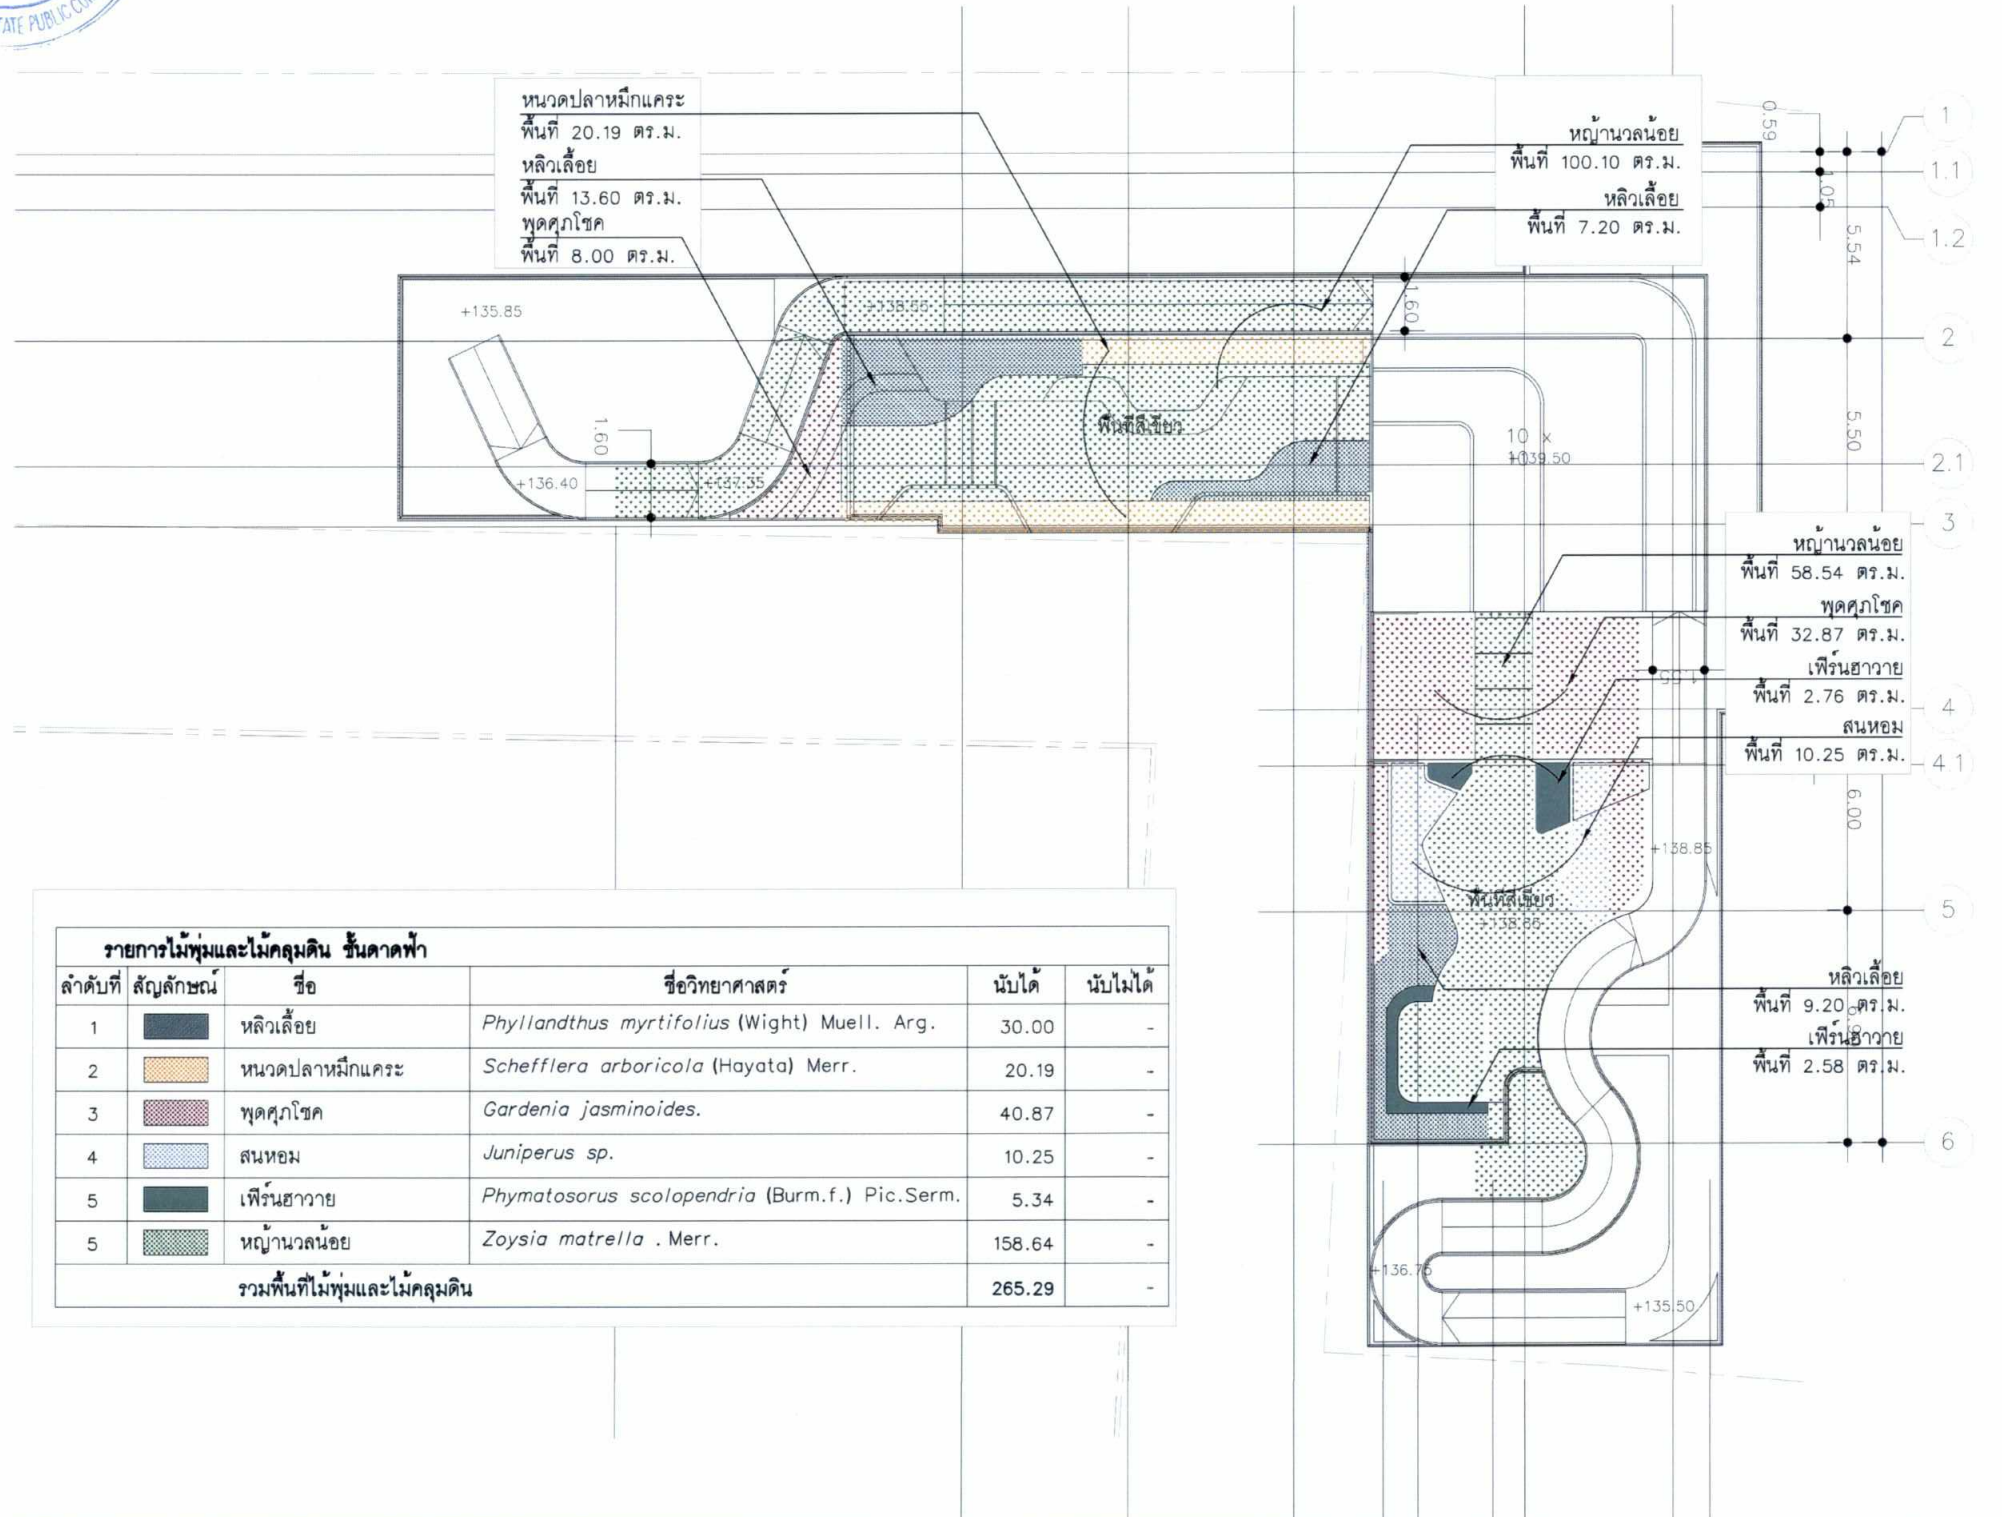 TATE PUBLIC CO
หนวดปลาหมึกแคระ
พื้นที่ 20.19 ตร.ม.
หลิวเลื้อย
พื้นที่ 13.60 ตร.ม.
พุดศุภโชค
พื้นที่ 8.00 ตร.ม.
หญ้านวลน้อย
พื้นที่ 100.10 ตร.ม.
หลิวเลื้อย
พื้นที่ 7.20 ตร.ม.
0.59
1
1.1
1.05
1.2
5.54
+135.85
+138.55
1.60
2
พื้นที่สีเขียว
10 x
+139.50
5.50
2.1
1.60
+136.40
+137.35
3
หญ้านวลน้อย
พื้นที่ 58.54 ตร.ม.
พุดศุภโชค
พื้นที่ 32.87 ตร.ม.
เฟิร์นฮาวาย
พื้นที่ 2.76 ตร.ม.
สนหอม
พื้นที่ 10.25 ตร.ม.
4
4.1
6.00
+138.85
พื้นที่สีเขียว
+138.85
5
หลิวเลื้อย
พื้นที่ 9.20 ตร.ม.
เฟิร์นฮาวาย
พื้นที่ 2.58 ตร.ม.
6
+136.75
+135.50
รายการไม้พุ่มและไม้คลุมดิน ชั้นดาดฟ้า
ลำดับที่ สัญลักษณ์ ชื่อ ชื่อวิทยาศาสตร์ นับได้ นับไม่ได้
1 หลิวเลื้อย Phyllandthus myrtifolius (Wight) Muell. Arg. 30.00 -
2 หนวดปลาหมึกแคระ Schefflera arboricola (Hayata) Merr. 20.19 -
3 พุดศุภโชค Gardenia jasminoides. 40.87 -
4 สนหอม Juniperus sp. 10.25 -
5 เฟิร์นฮาวาย Phymatosorus scolopendria (Burm.f.) Pic.Serm. 5.34 -
5 หญ้านวลน้อย Zoysia matrella . Merr. 158.64 -
รวมพื้นที่ไม้พุ่มและไม้คลุมดิน 265.29 -